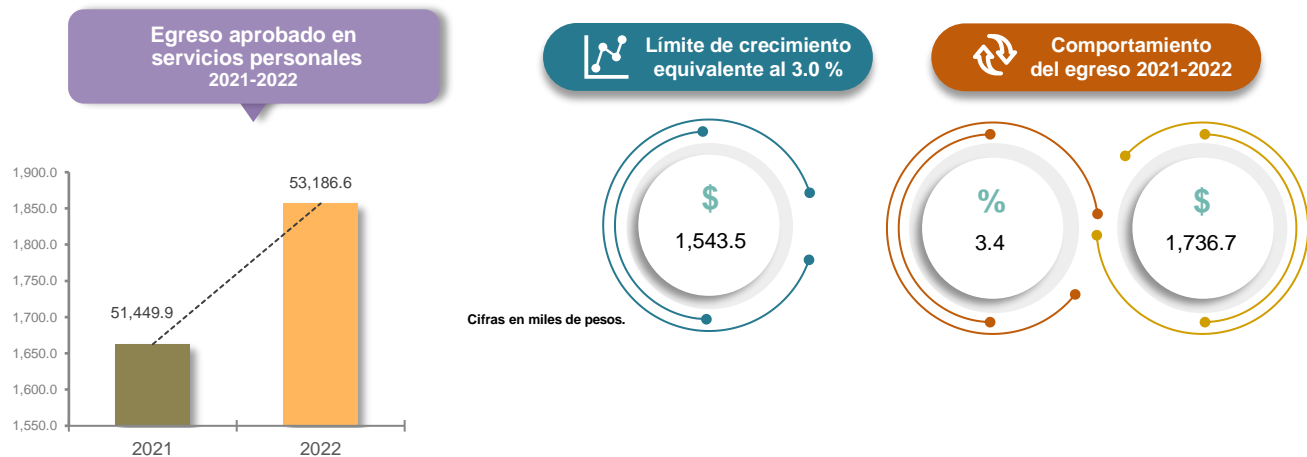 Egreso aprobado en
servicios personales
2021-2022
Límite de crecimiento
equivalente al 3.0 %
Comportamiento
del egreso 2021-2022
1,900.0
1,850.0
1,800.0
1,750.0
1,700.0
1,650.0
1,600.0
1,550.0
51,449.9
53,186.6
2021
2022
$
1,543.5
%
3.4
$
1,736.7
Cifras en miles de pesos.